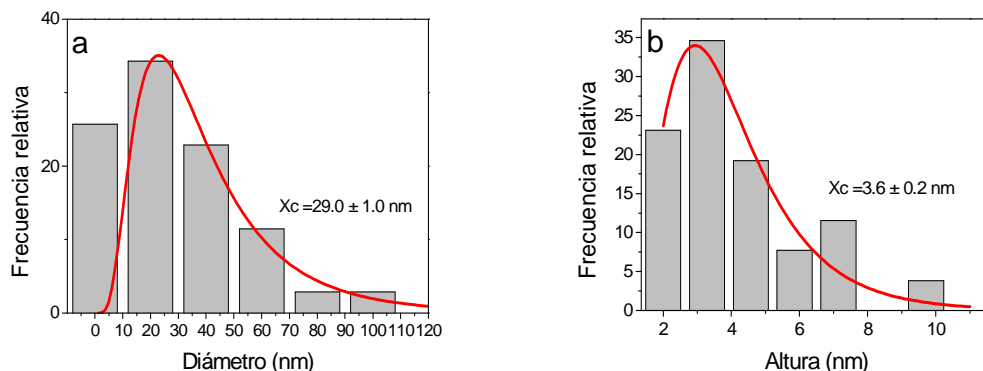 a
40
20
0
Frecuencia relativa
Xc =29.0 ± 1.0 nm
0 10 20 30 40 50 60 70 80 90 100 110 120
Diámetro (nm)
b
35
30
25
20
15
10
5
0
Frecuencia relativa
Xc =3.6 ± 0.2 nm
2 4 6 8 10
Altura (nm)